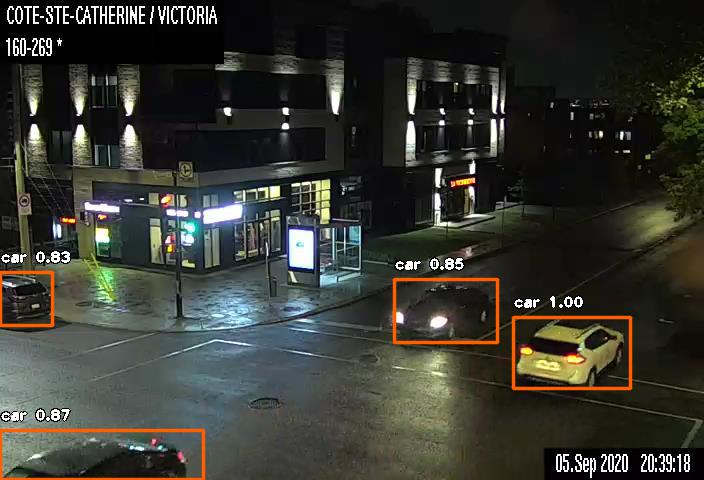 COTE-STE-CATHERINE / VICTORIA
160-269 *
car 0.83
car 0.85
car 1.00
car 0.87
05.Sep 2020 20:39:18